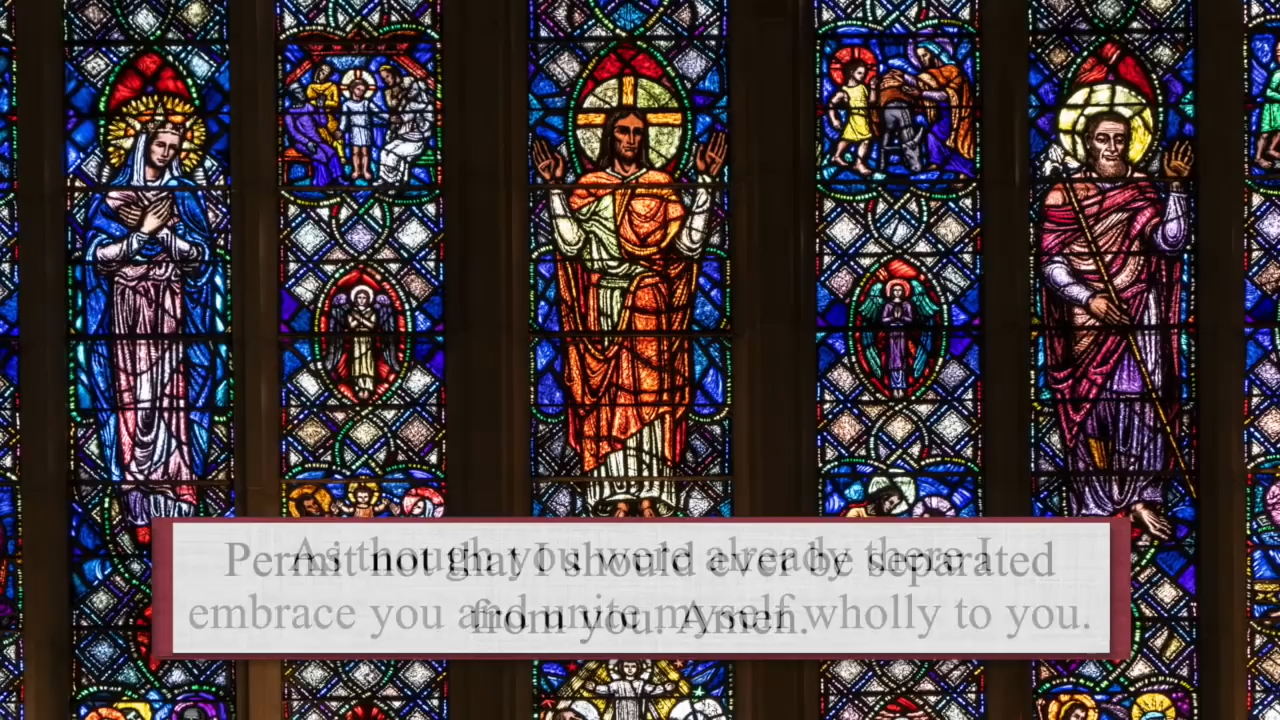 As though you were already there I
embrace you and unite myself wholly to you.
Permit not that I should ever be separated
from you. Amen.